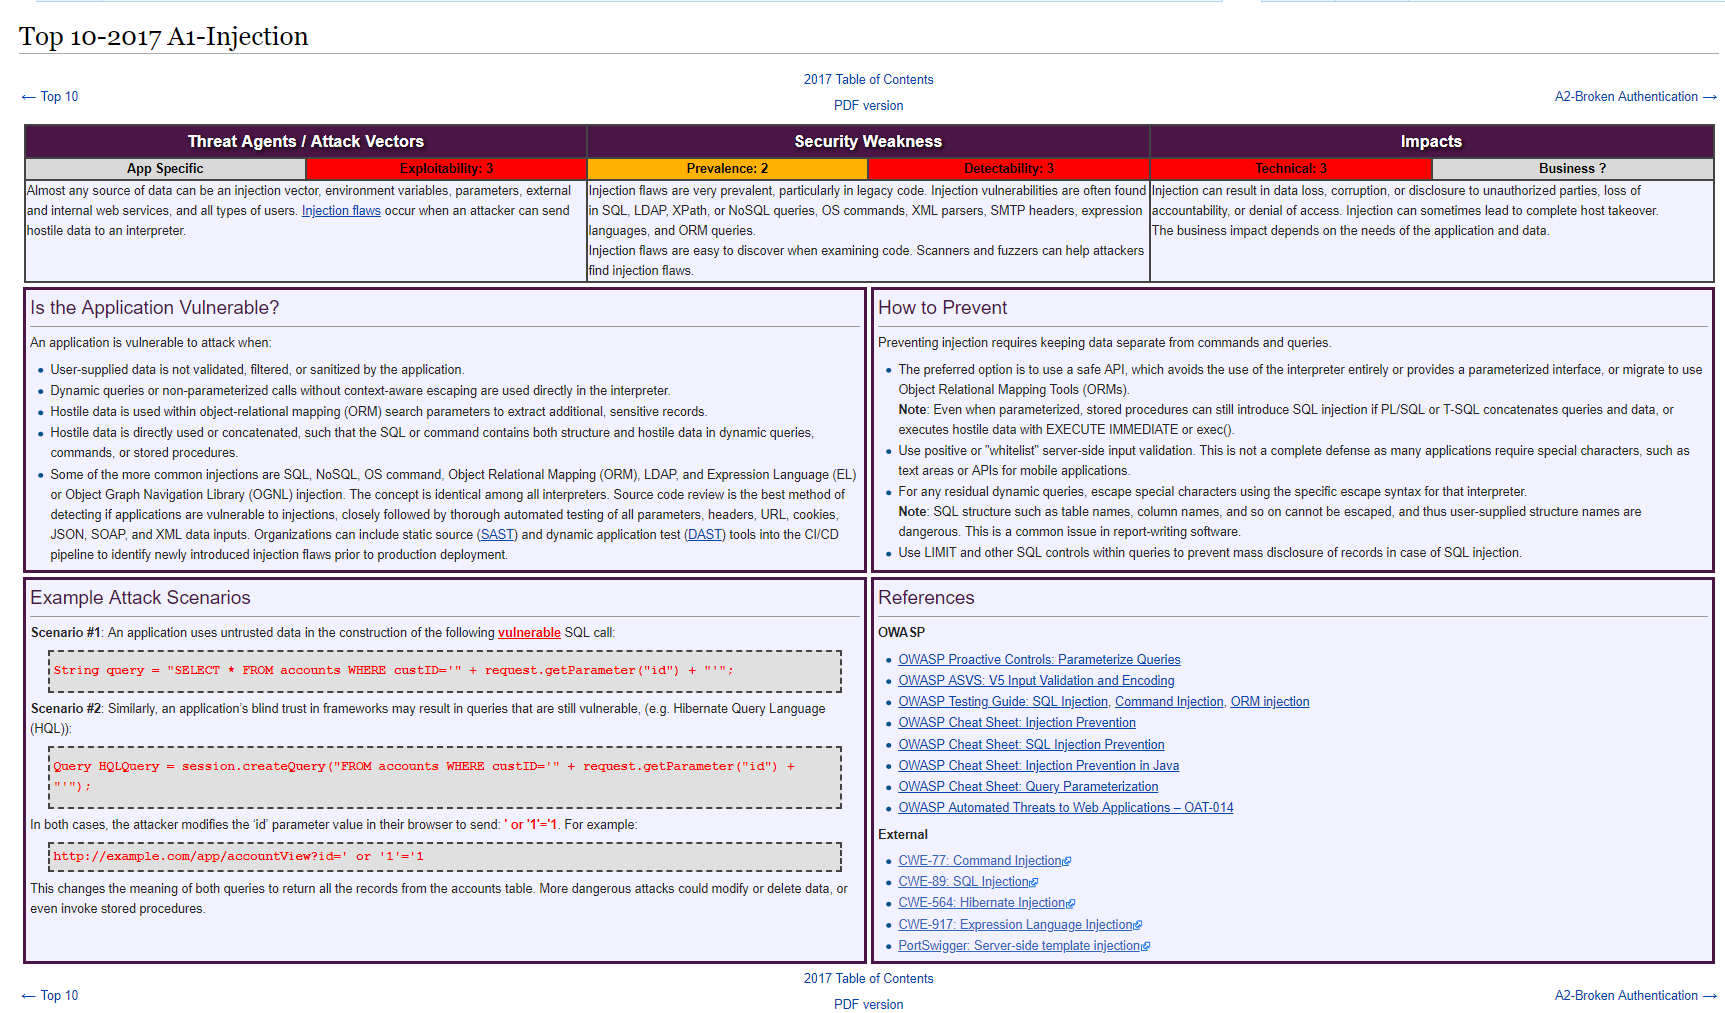 Top 10-2017 A1-Injection
2017 Table of Contents
← Top 10
PDF version
A2-Broken Authentication →
Threat Agents / Attack Vectors
Security Weakness
Impacts
App Specific
Exploitability: 3
Prevalence: 2
Detectability: 3
Technical: 3
Business ?
Almost any source of data can be an injection vector, environment variables, parameters, external
and internal web services, and all types of users. Injection flaws occur when an attacker can send
hostile data to an interpreter.
Injection flaws are very prevalent, particularly in legacy code. Injection vulnerabilities are often found
in SQL, LDAP, XPath, or NoSQL queries, OS commands, XML parsers, SMTP headers, expression
languages, and ORM queries.
Injection flaws are easy to discover when examining code. Scanners and fuzzers can help attackers
find injection flaws.
Injection can result in data loss, corruption, or disclosure to unauthorized parties, loss of
accountability, or denial of access. Injection can sometimes lead to complete host takeover.
The business impact depends on the needs of the application and data.
Is the Application Vulnerable?
An application is vulnerable to attack when:
• User-supplied data is not validated, filtered, or sanitized by the application.
• Dynamic queries or non-parameterized calls without context-aware escaping are used directly in the interpreter.
• Hostile data is used within object-relational mapping (ORM) search parameters to extract additional, sensitive records.
• Hostile data is directly used or concatenated, such that the SQL or command contains both structure and hostile data in dynamic queries,
commands, or stored procedures.
• Some of the more common injections are SQL, NoSQL, OS command, Object Relational Mapping (ORM), LDAP, and Expression Language (EL)
or Object Graph Navigation Library (OGNL) injection. The concept is identical among all interpreters. Source code review is the best method of
detecting if applications are vulnerable to injections, closely followed by thorough automated testing of all parameters, headers, URL, cookies,
JSON, SOAP, and XML data inputs. Organizations can include static source (SAST) and dynamic application test (DAST) tools into the CI/CD
pipeline to identify newly introduced injection flaws prior to production deployment.
How to Prevent
Preventing injection requires keeping data separate from commands and queries.
• The preferred option is to use a safe API, which avoids the use of the interpreter entirely or provides a parameterized interface, or migrate to use
Object Relational Mapping Tools (ORMs).
Note: Even when parameterized, stored procedures can still introduce SQL injection if PL/SQL or T-SQL concatenates queries and data, or
executes hostile data with EXECUTE IMMEDIATE or exec().
• Use positive or "whitelist" server-side input validation. This is not a complete defense as many applications require special characters, such as
text areas or APIs for mobile applications.
• For any residual dynamic queries, escape special characters using the specific escape syntax for that interpreter.
Note: SQL structure such as table names, column names, and so on cannot be escaped, and thus user-supplied structure names are
dangerous. This is a common issue in report-writing software.
• Use LIMIT and other SQL controls within queries to prevent mass disclosure of records in case of SQL injection.
Example Attack Scenarios
Scenario #1: An application uses untrusted data in the construction of the following vulnerable SQL call:
String query = "SELECT * FROM accounts WHERE custID='" + request.getParameter("id") + "'";
Scenario #2: Similarly, an application’s blind trust in frameworks may result in queries that are still vulnerable, (e.g. Hibernate Query Language
(HQL)):
Query HQLQuery = session.createQuery("FROM accounts WHERE custID='" + request.getParameter("id") +
"'");
In both cases, the attacker modifies the ‘id’ parameter value in their browser to send: ' or '1'='1. For example:
http://example.com/app/accountView?id=' or '1'='1
This changes the meaning of both queries to return all the records from the accounts table. More dangerous attacks could modify or delete data, or
even invoke stored procedures.
References
OWASP
• OWASP Proactive Controls: Parameterize Queries
• OWASP ASVS: V5 Input Validation and Encoding
• OWASP Testing Guide: SQL Injection, Command Injection, ORM injection
• OWASP Cheat Sheet: Injection Prevention
• OWASP Cheat Sheet: SQL Injection Prevention
• OWASP Cheat Sheet: Injection Prevention in Java
• OWASP Cheat Sheet: Query Parameterization
• OWASP Automated Threats to Web Applications – OAT-014
External
• CWE-77: Command Injection
• CWE-89: SQL Injection
• CWE-564: Hibernate Injection
• CWE-917: Expression Language Injection
• PortSwigger: Server-side template injection
2017 Table of Contents
← Top 10
PDF version
A2-Broken Authentication →